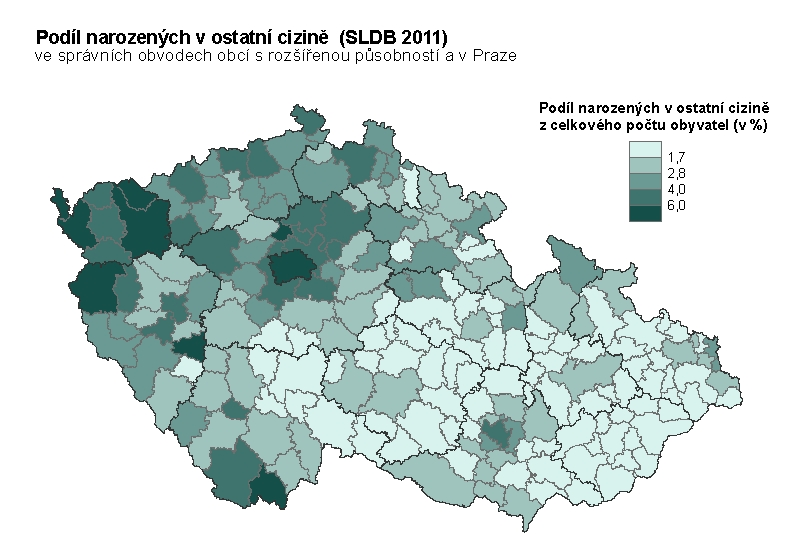 Podíl narozených v ostatní cizině (SLDB 2011)
ve správních obvodech obcí s rozšířenou působností a v Praze
Podíl narozených v ostatní cizině
z celkového počtu obyvatel (v %)
1,7
2,8
4,0
6,0